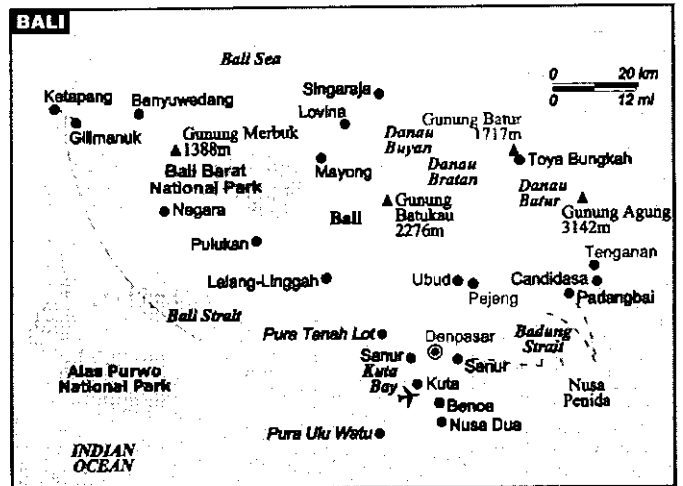 BALI
Bali Sea
0 20 km
0 12 mi
Ketapang
Banyuwedang
Gilimanuk
Singaraja
Lovina
Gunung Merbuk
1388m
Bali Barat
National Park
Danau
Buyan
Gunung Batur
1717m
Toya Bungkah
Mayong
Danau
Bratan
Danau
Batur
Negara
Bali
Gunung
Batukau
2276m
Gunung Agung
3142m
Pulukan
Tenganan
Lalang-Linggah
Ubud
Pejeng
Candidasa
Padangbai
Bali Strait
Pura Tanah Lot
Denpasar
Badung
Strait
Sanur
Kuta
Bay
Sanur
Alas Purwo
National Park
Kuta
Nusa
Penida
Benoa
Nusa Dua
Pura Ulu Watu
INDIAN
OCEAN